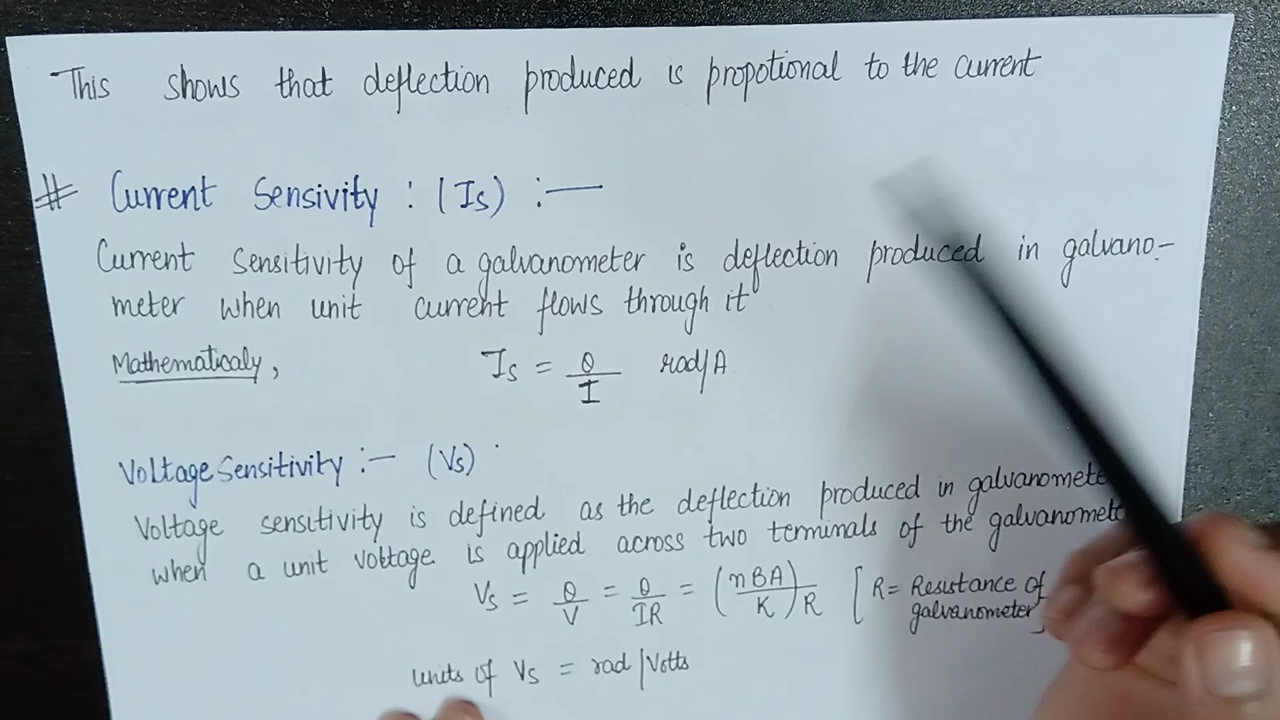 This shows that deflection produced is propotional to the current
# Current Sensivity : (Is) :—
Current Sensitivity of a galvanometer is deflection produced in galvano-
meter when unit current flows through it
Mathematicaly, Is = θ/I rad/A
Voltage Sensitivity :- (Vs)
Voltage sensitivity is defined as the deflection produced in galvanomete
when a unit voltage is applied across two terminals of the galvanomet
Vs = θ/V = θ/IR = (nBA/K)R [R= Resistance of
galvanometer]
units of Vs = rad/Volts